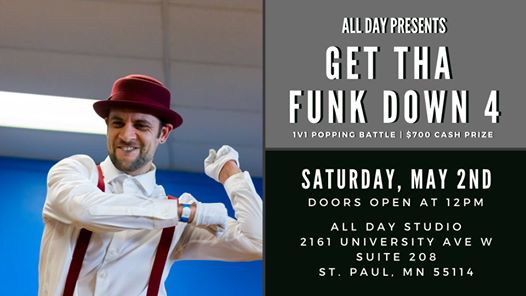 ALL DAY PRESENTS
GET THA
FUNK DOWN 4
1V1 POPPING BATTLE | $700 CASH PRIZE
SATURDAY, MAY 2ND
DOORS OPEN AT 12PM
ALL DAY STUDIO
2161 UNIVERSITY AVE W
SUITE 208
ST. PAUL, MN 55114